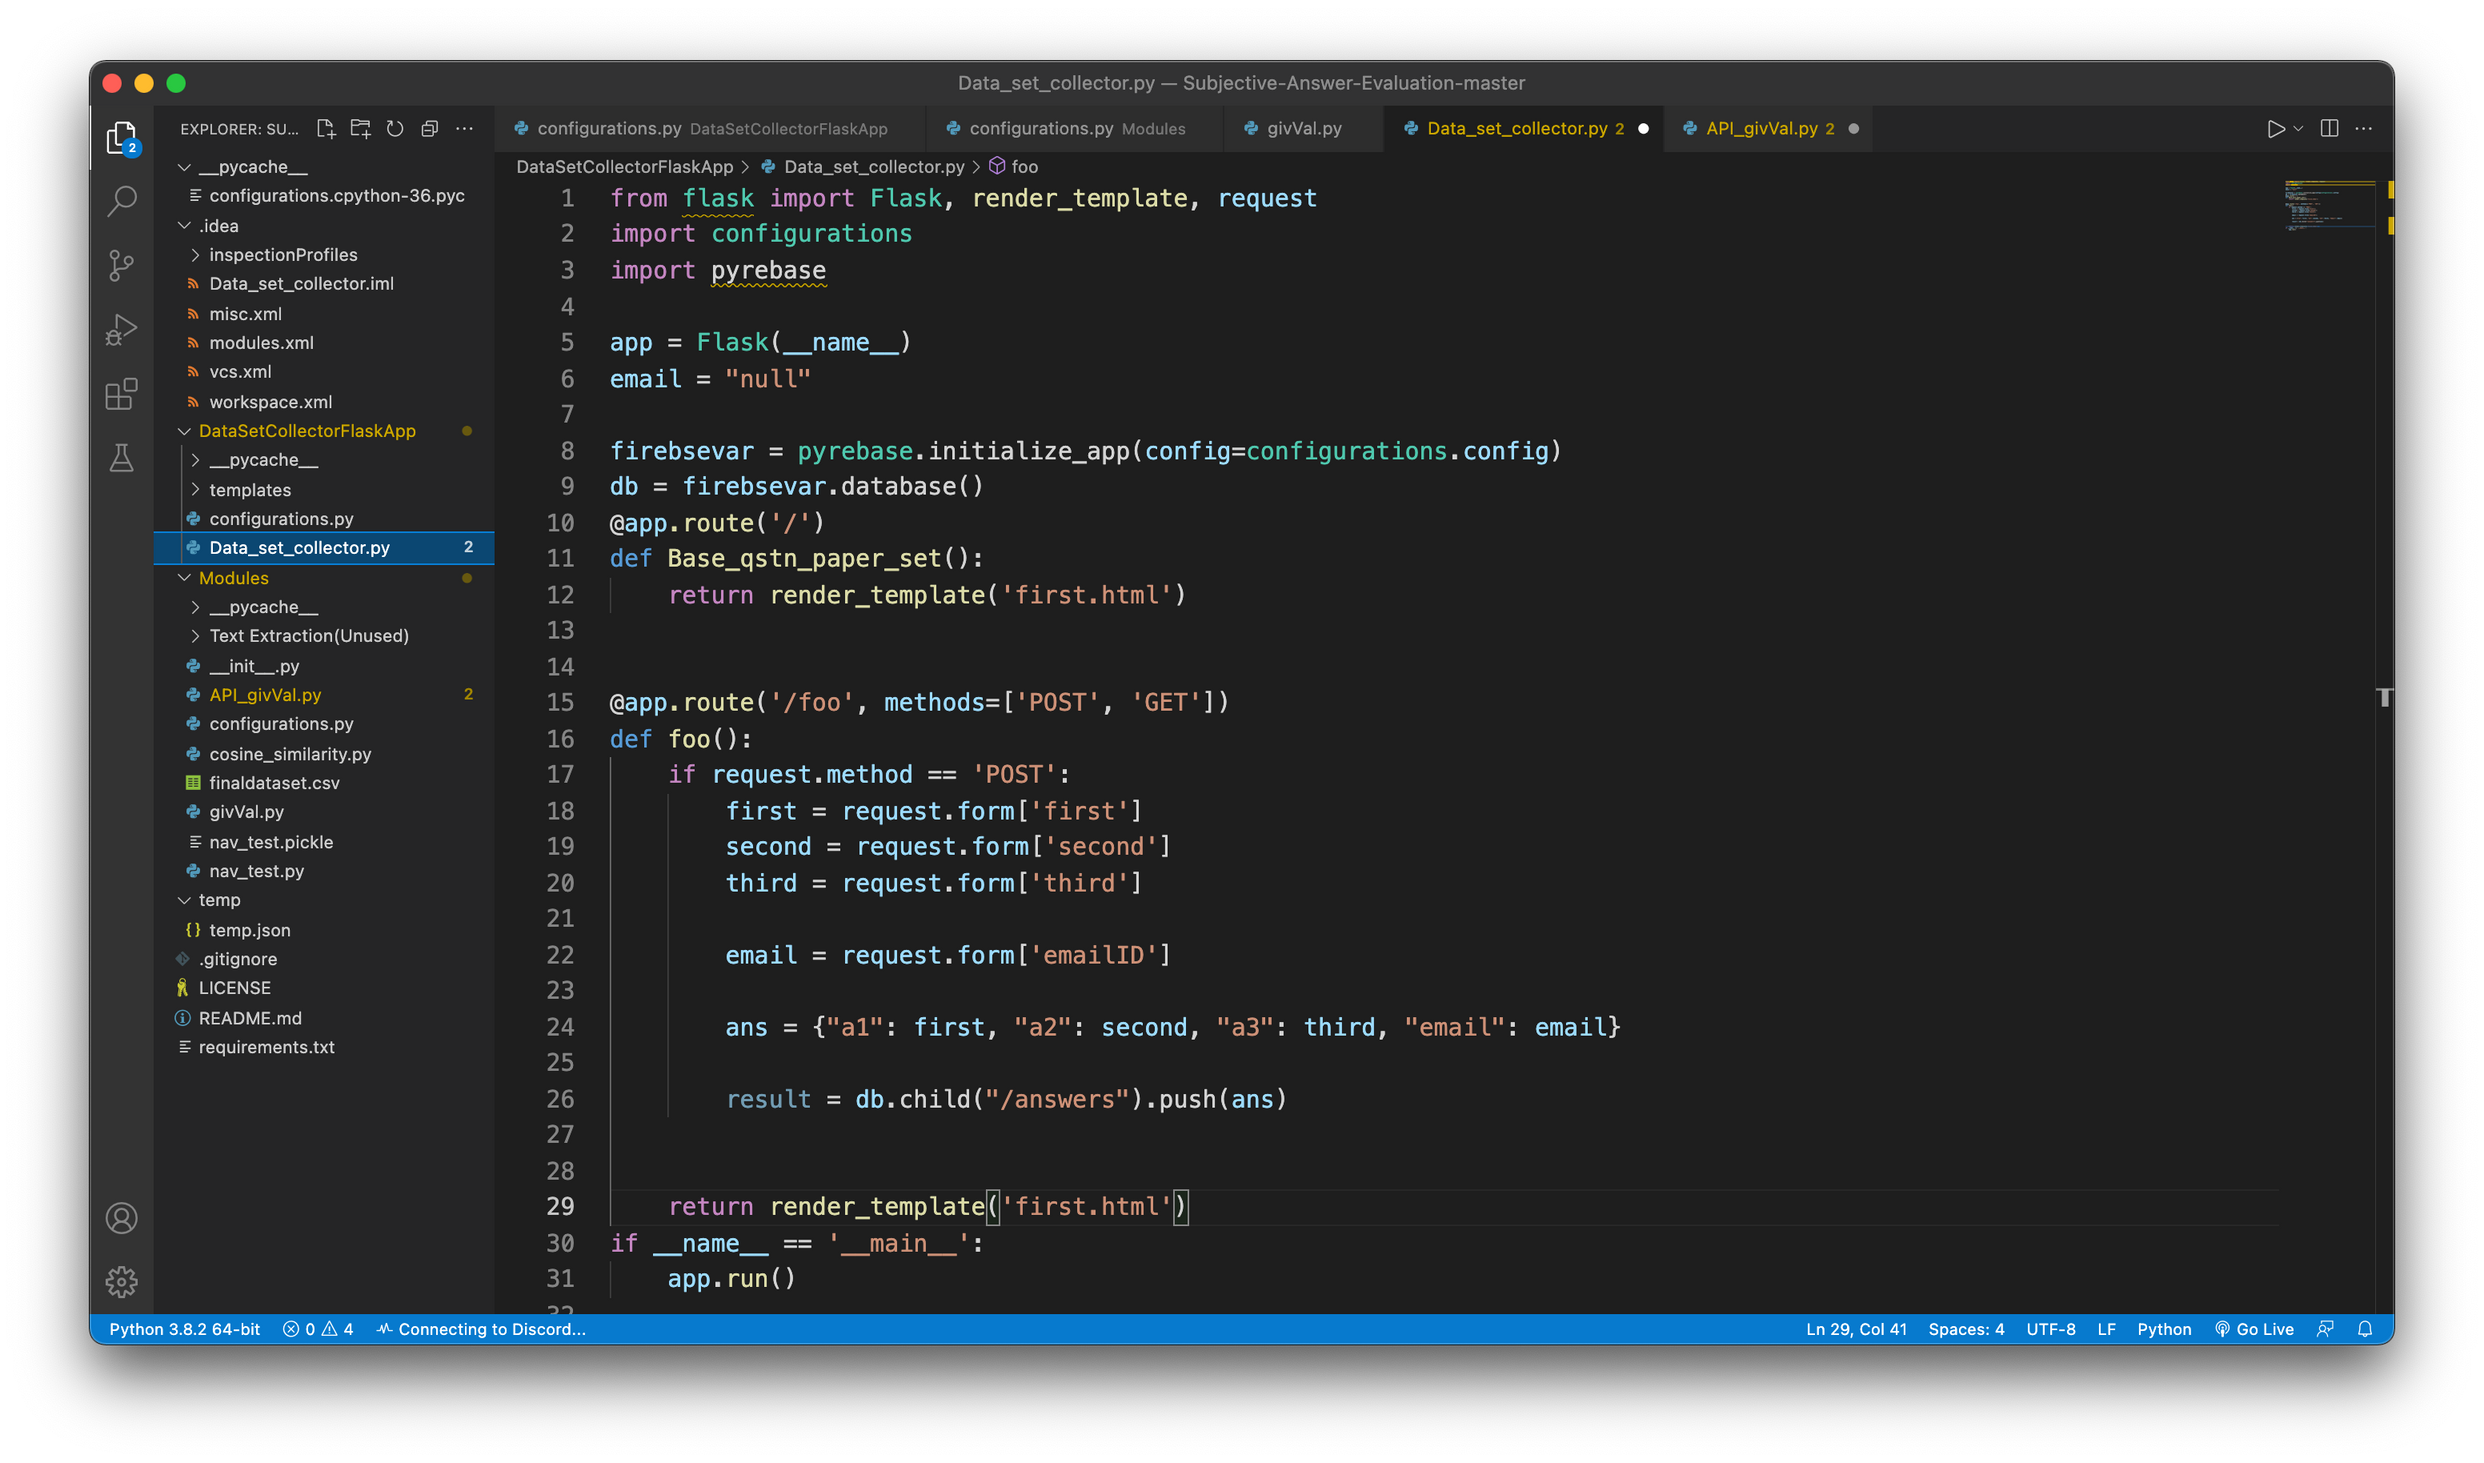 Data_set_collector.py — Subjective-Answer-Evaluation-master
2
EXPLORER: SU...
__pycache__
configurations.cpython-36.pyc
.idea
inspectionProfiles
Data_set_collector.iml
misc.xml
modules.xml
vcs.xml
workspace.xml
DataSetCollectorFlaskApp
__pycache__
templates
configurations.py
Data_set_collector.py 2
Modules
__pycache__
Text Extraction(Unused)
__init__.py
API_givVal.py 2
configurations.py
cosine_similarity.py
finaldataset.csv
givVal.py
nav_test.pickle
nav_test.py
temp
{} temp.json
.gitignore
LICENSE
README.md
requirements.txt
configurations.py DataSetCollectorFlaskApp configurations.py Modules givVal.py Data_set_collector.py 2 API_givVal.py 2
DataSetCollectorFlaskApp > Data_set_collector.py > foo
1 from flask import Flask, render_template, request
2 import configurations
3 import pyrebase
4
5 app = Flask(__name__)
6 email = "null"
7
8 firebsevar = pyrebase.initialize_app(config=configurations.config)
9 db = firebsevar.database()
10 @app.route('/')
11 def Base_qstn_paper_set():
12     return render_template('first.html')
13
14
15 @app.route('/foo', methods=['POST', 'GET'])
16 def foo():
17     if request.method == 'POST':
18         first = request.form['first']
19         second = request.form['second']
20         third = request.form['third']
21
22         email = request.form['emailID']
23
24         ans = {"a1": first, "a2": second, "a3": third, "email": email}
25
26         result = db.child("/answers").push(ans)
27
28
29     return render_template('first.html')
30 if __name__ == '__main__':
31     app.run()
32
Python 3.8.2 64-bit 0 4 Connecting to Discord... Ln 29, Col 41 Spaces: 4 UTF-8 LF Python Go Live